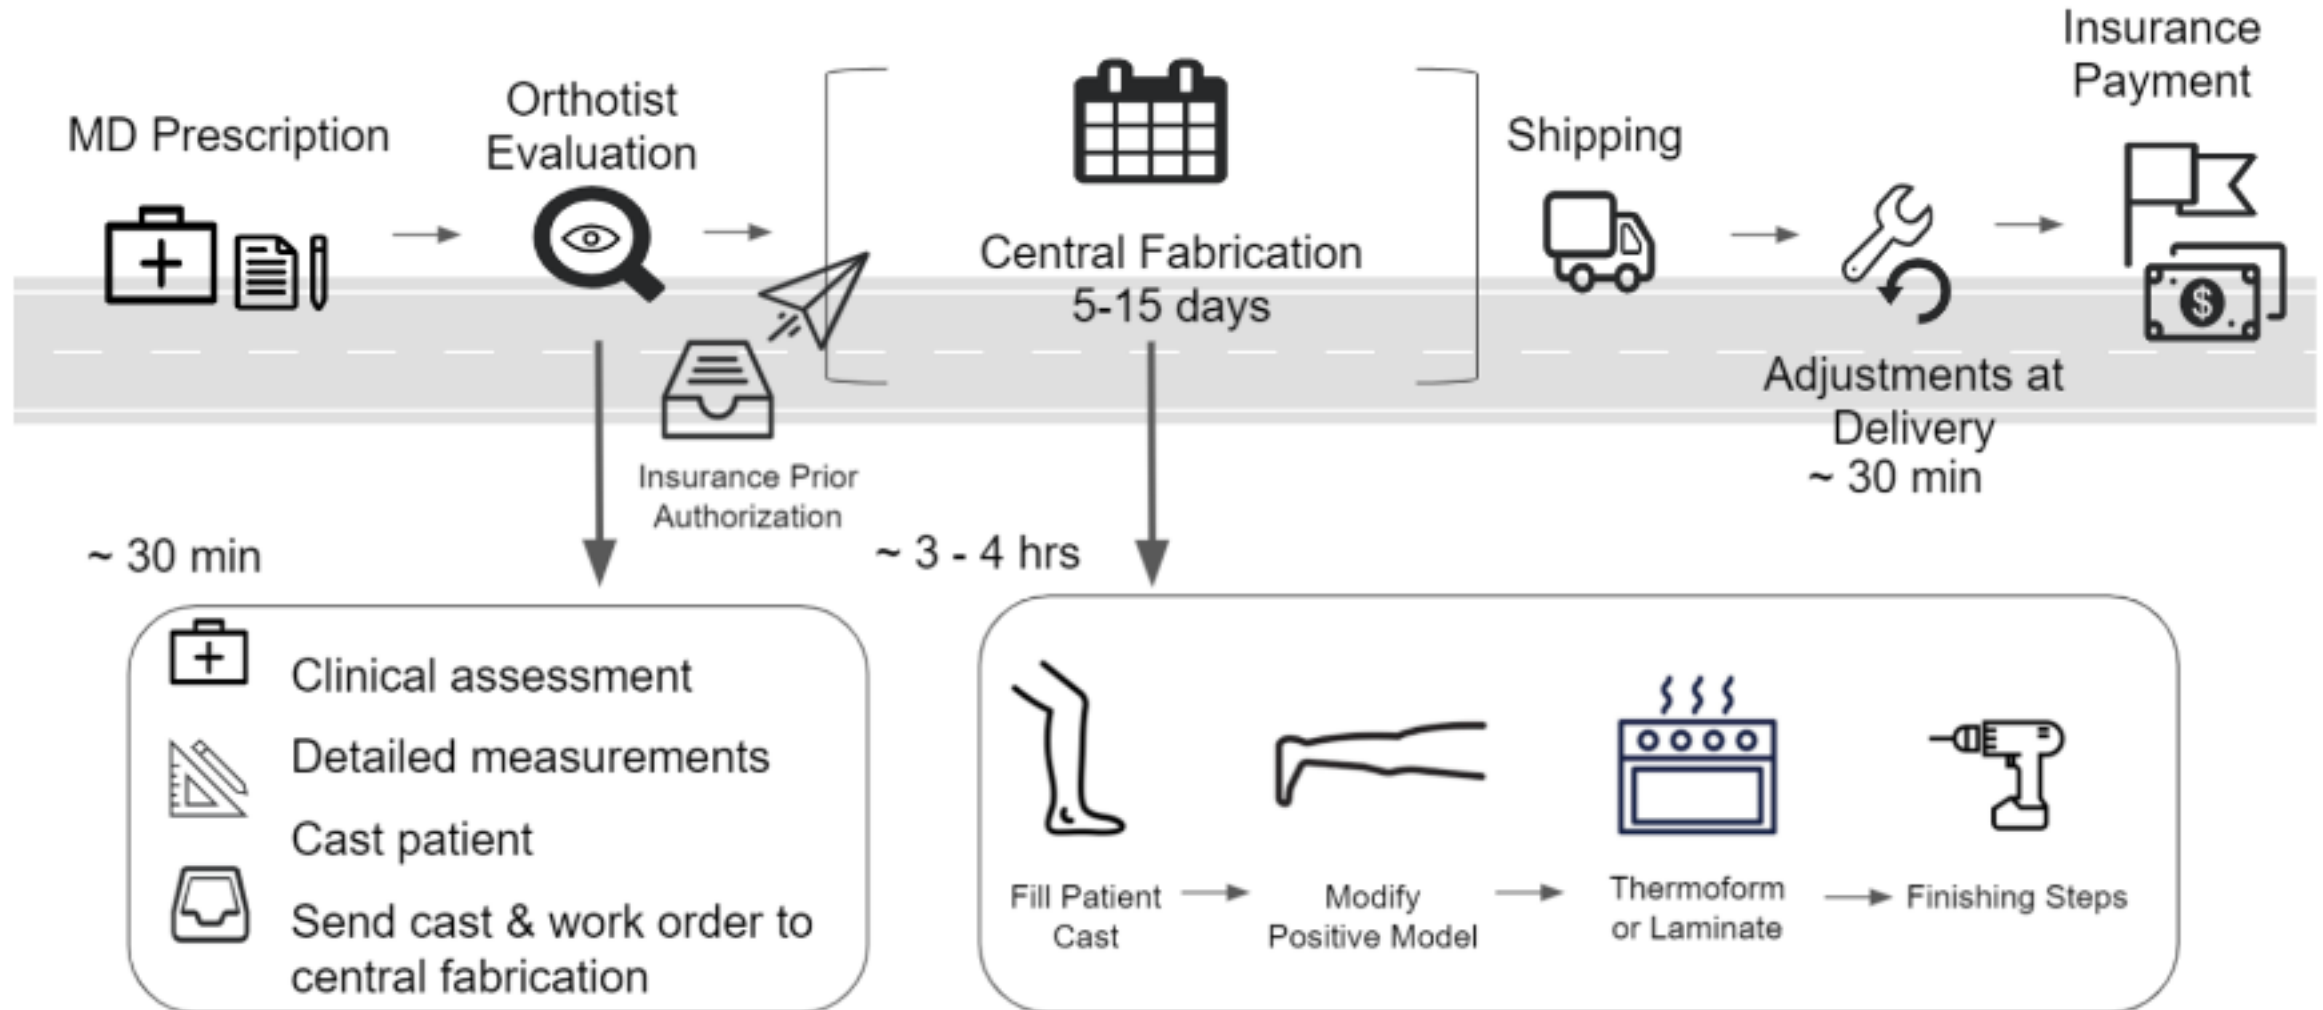 MD Prescription
Orthotist
Evaluation
Insurance Prior
Authorization
Central Fabrication
5-15 days
Shipping
Adjustments at
Delivery
~ 30 min
Insurance
Payment
$
~ 30 min
Clinical assessment
Detailed measurements
Cast patient
Send cast & work order to
central fabrication
~ 3 - 4 hrs
Fill Patient
Cast
Modify
Positive Model
Thermoform
or Laminate
Finishing Steps